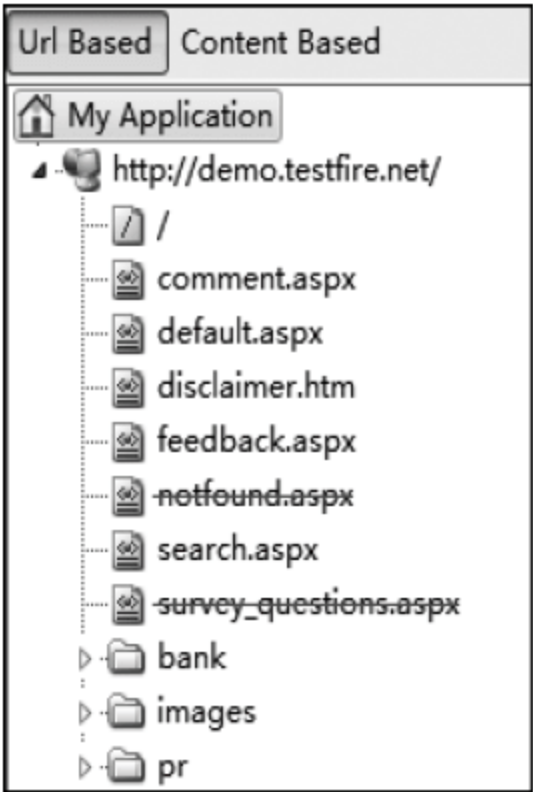 Url Based Content Based
My Application
http://demo.testfire.net/
/
comment.aspx
default.aspx
disclaimer.htm
feedback.aspx
notfound.aspx
search.aspx
survey_questions.aspx
bank
images
pr